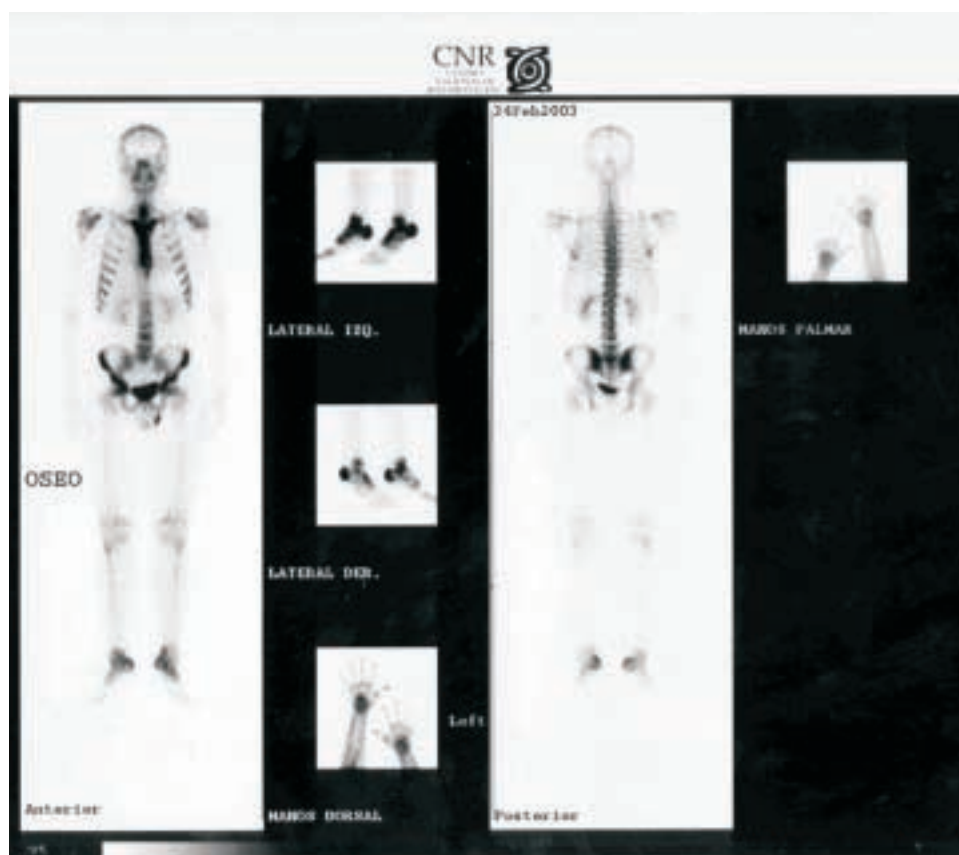 CNR
24Feb2003
LATERAL IZQ.
MANOS PALMAR
OSEO
LATERAL DER.
Left
Anterior
MANOS DORSAL
Posterior